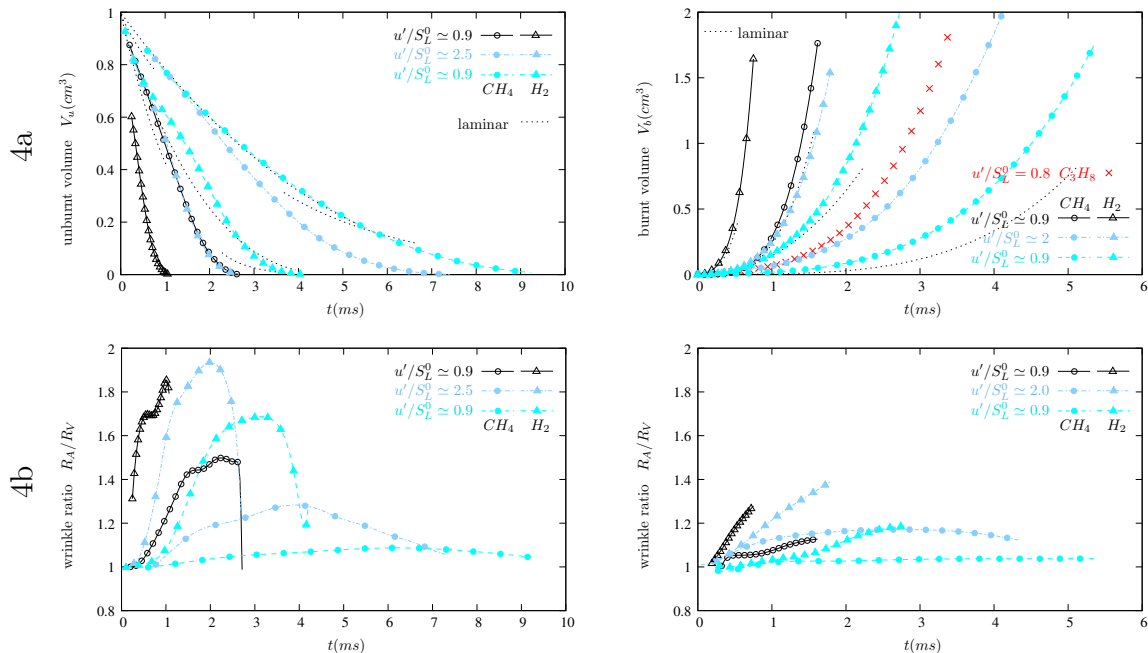 4a
unburnt volume V_u(cm^3)
1
0.8
0.6
0.4
0.2
0
0 1 2 3 4 5 6 7 8 9 10
t(ms)
u'/S_L^0 ≃ 0.9
u'/S_L^0 ≃ 2.5
u'/S_L^0 ≃ 0.9
CH_4 H_2
laminar
burnt volume V_b(cm^3)
2
1.5
1
0.5
0
0 1 2 3 4 5 6
t(ms)
laminar
u'/S_L^0 = 0.8 C_3H_8
CH_4 H_2
u'/S_L^0 ≃ 0.9
u'/S_L^0 ≃ 2
u'/S_L^0 ≃ 0.9
4b
wrinkle ratio R_A/R_V
2
1.8
1.6
1.4
1.2
1
0.8
0 1 2 3 4 5 6 7 8 9 10
t(ms)
u'/S_L^0 ≃ 0.9
u'/S_L^0 ≃ 2.5
u'/S_L^0 ≃ 0.9
CH_4 H_2
wrinkle ratio R_A/R_V
2
1.8
1.6
1.4
1.2
1
0.8
0 1 2 3 4 5 6
t(ms)
u'/S_L^0 ≃ 0.9
u'/S_L^0 ≃ 2.0
u'/S_L^0 ≃ 0.9
CH_4 H_2